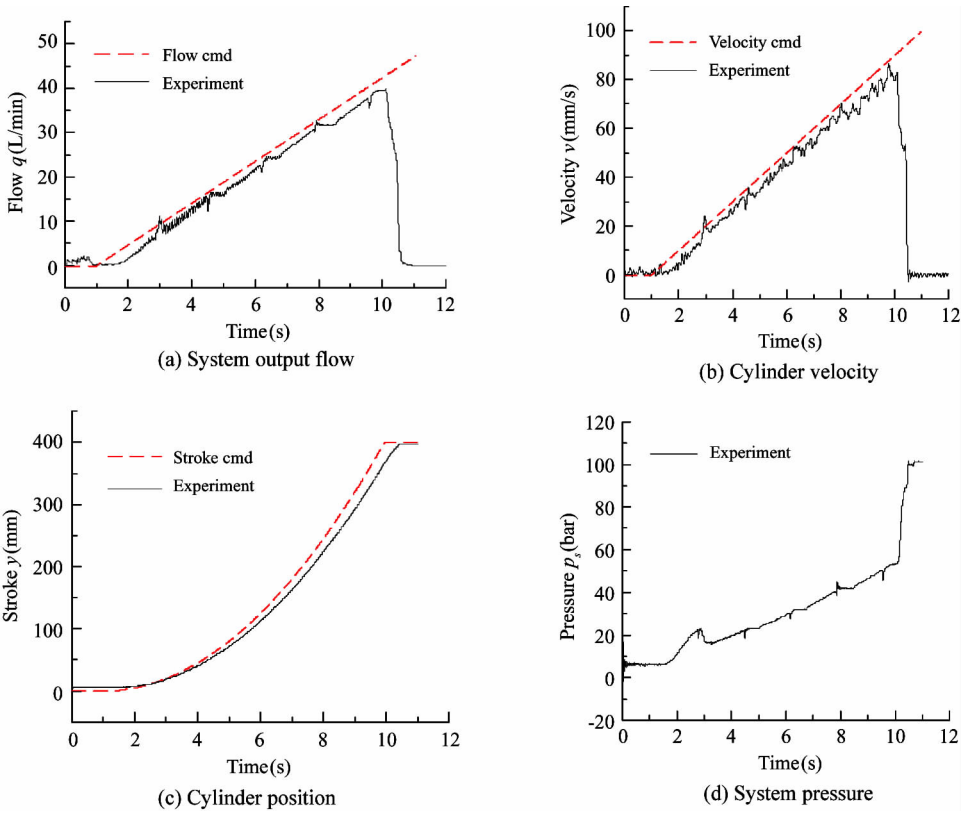 50
40
30
20
10
0
Flow q(L/min)
Flow cmd
Experiment
0 2 4 6 8 10 12
Time(s)
(a) System output flow
100
80
60
40
20
0
Velocity v(mm/s)
Velocity cmd
Experiment
0 2 4 6 8 10 12
Time(s)
(b) Cylinder velocity
400
300
200
100
0
Stroke y(mm)
Stroke cmd
Experiment
0 2 4 6 8 10 12
Time(s)
(c) Cylinder position
120
100
80
60
40
20
0
-20
Pressure pₛ(bar)
Experiment
0 2 4 6 8 10 12
Time(s)
(d) System pressure